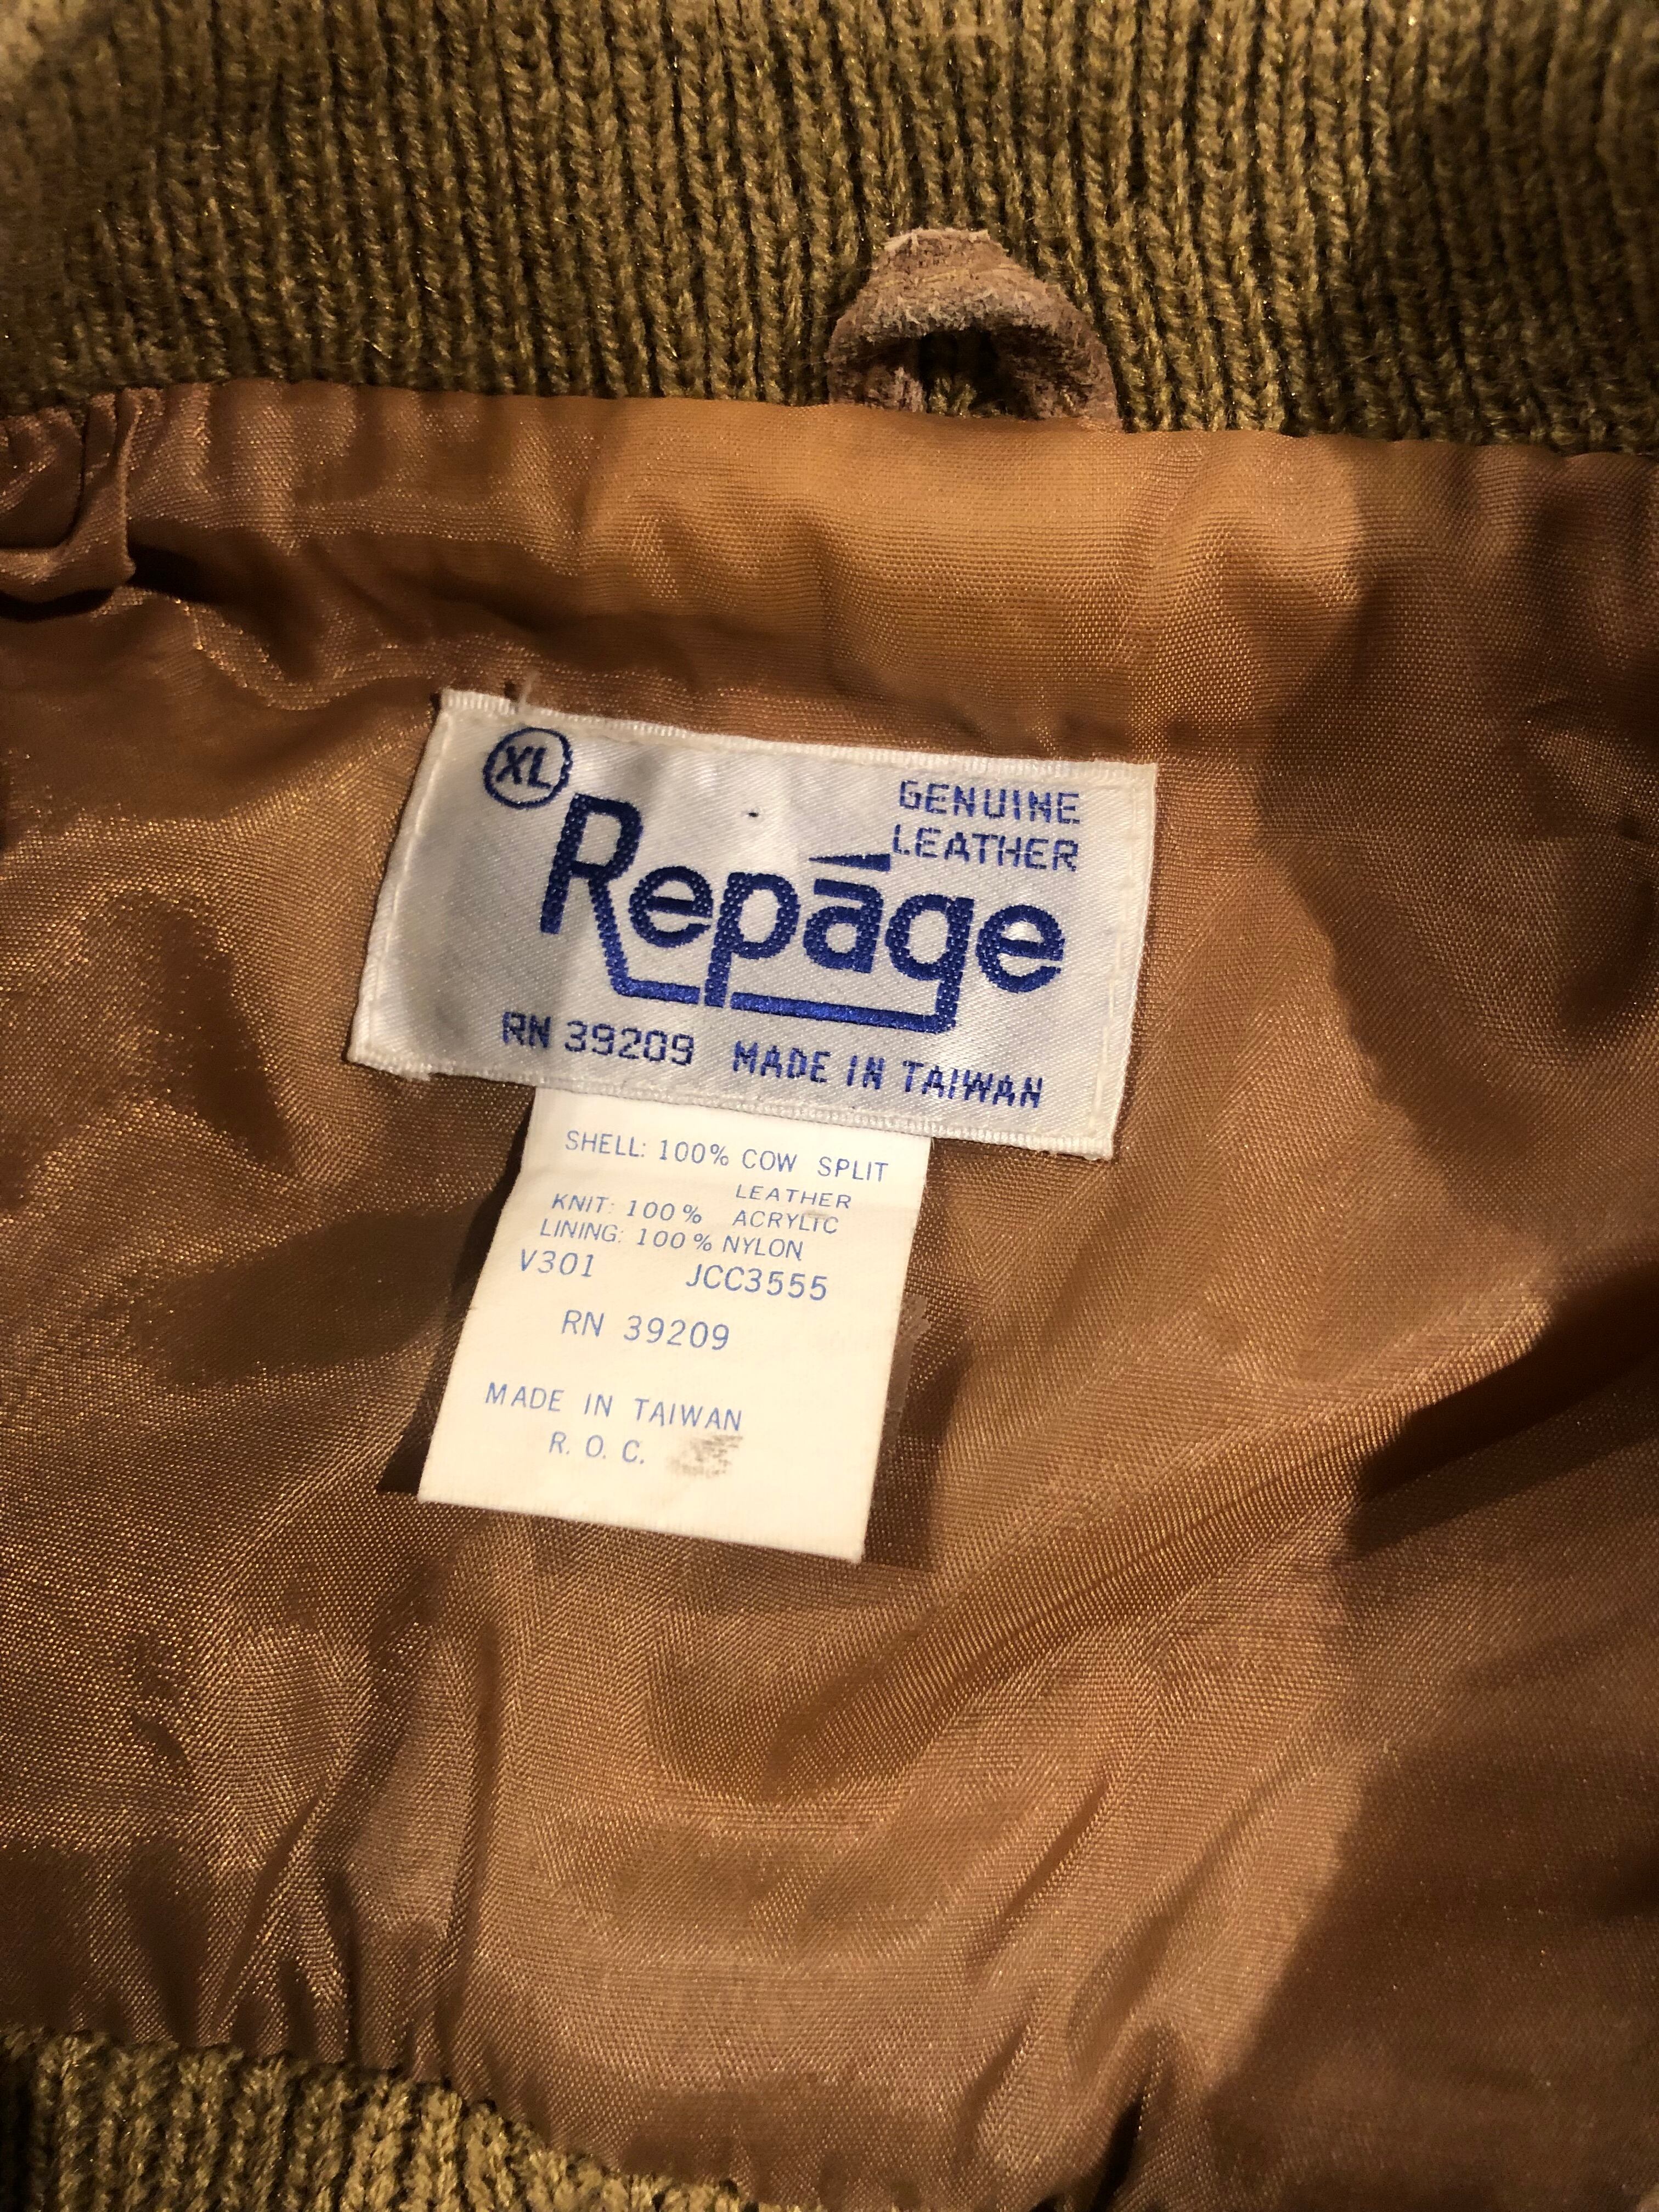 XL
GENUINE
LEATHER
Repáge
RN 39209 MADE IN TAIWAN
SHELL: 100% COW SPLIT
LEATHER
KNIT: 100% ACRYLIC
LINING: 100% NYLON
V301 JCC3555
RN 39209
MADE IN TAIWAN
R. O. C.